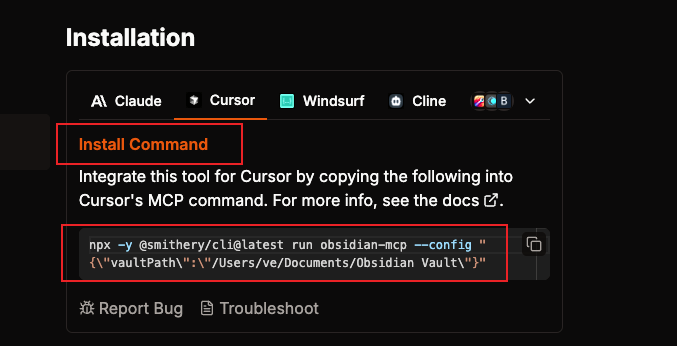 Installation
Claude Cursor Windsurf Cline B
Install Command
Integrate this tool for Cursor by copying the following into
Cursor's MCP command. For more info, see the docs.
npx -y @smithery/cli@latest run obsidian-mcp --config "
{\"vaultPath\":\"/Users/ve/Documents/Obsidian Vault\"}"
Report Bug Troubleshoot